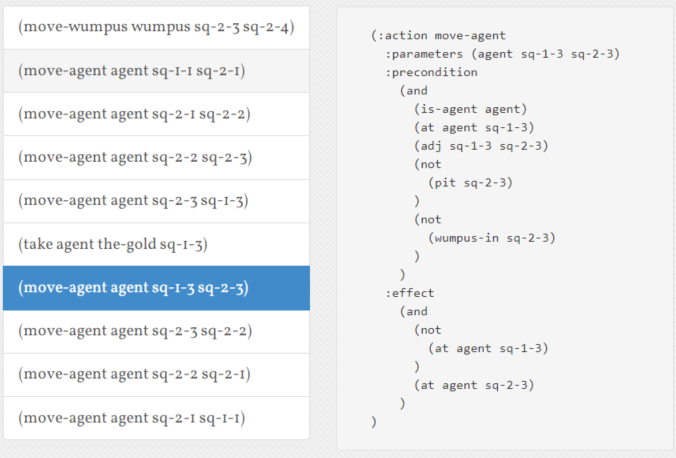 (move-wumpus wumpus sq-2-3 sq-2-4)
(move-agent agent sq-1-1 sq-2-1)
(move-agent agent sq-2-1 sq-2-2)
(move-agent agent sq-2-2 sq-2-3)
(move-agent agent sq-2-3 sq-1-3)
(take agent the-gold sq-1-3)
(move-agent agent sq-1-3 sq-2-3)
(move-agent agent sq-2-3 sq-2-2)
(move-agent agent sq-2-2 sq-2-1)
(move-agent agent sq-2-1 sq-1-1)
(:action move-agent
  :parameters (agent sq-1-3 sq-2-3)
  :precondition
    (and
      (is-agent agent)
      (at agent sq-1-3)
      (adj sq-1-3 sq-2-3)
      (not
        (pit sq-2-3)
      )
      (not
        (wumpus-in sq-2-3)
      )
    )
  :effect
    (and
      (not
        (at agent sq-1-3)
      )
      (at agent sq-2-3)
    )
)